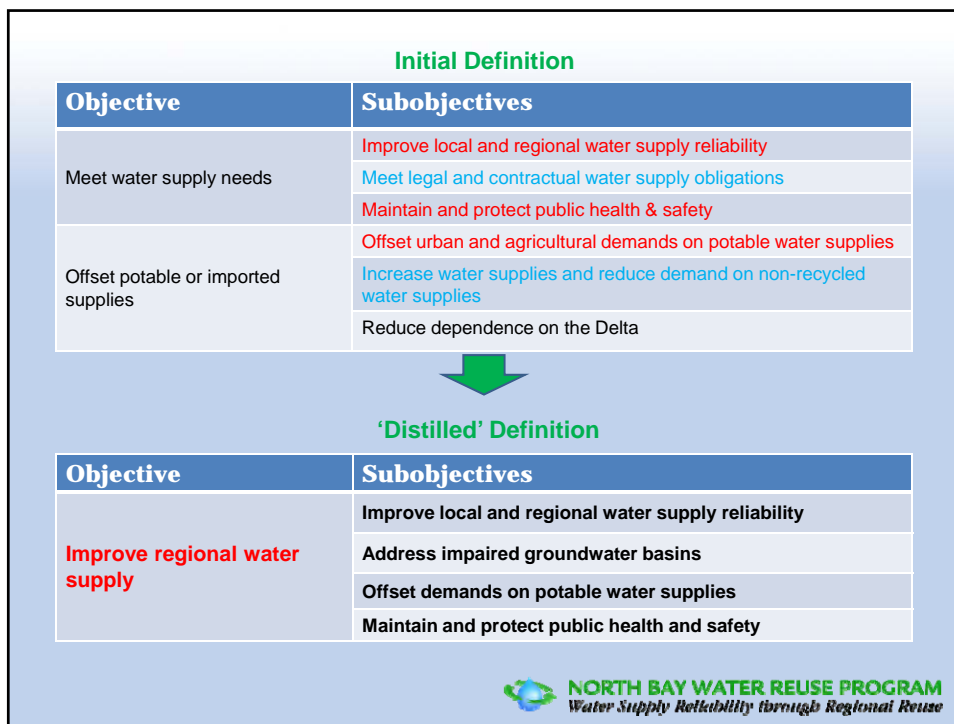 Initial Definition
Objective
Subobjectives
Meet water supply needs
Improve local and regional water supply reliability
Meet legal and contractual water supply obligations
Maintain and protect public health & safety
Offset potable or imported
supplies
Offset urban and agricultural demands on potable water supplies
Increase water supplies and reduce demand on non-recycled
water supplies
Reduce dependence on the Delta
‘Distilled’ Definition
Objective
Subobjectives
Improve regional water
supply
Improve local and regional water supply reliability
Address impaired groundwater basins
Offset demands on potable water supplies
Maintain and protect public health and safety
NORTH BAY WATER REUSE PROGRAM
Water Supply Reliability through Regional Reuse